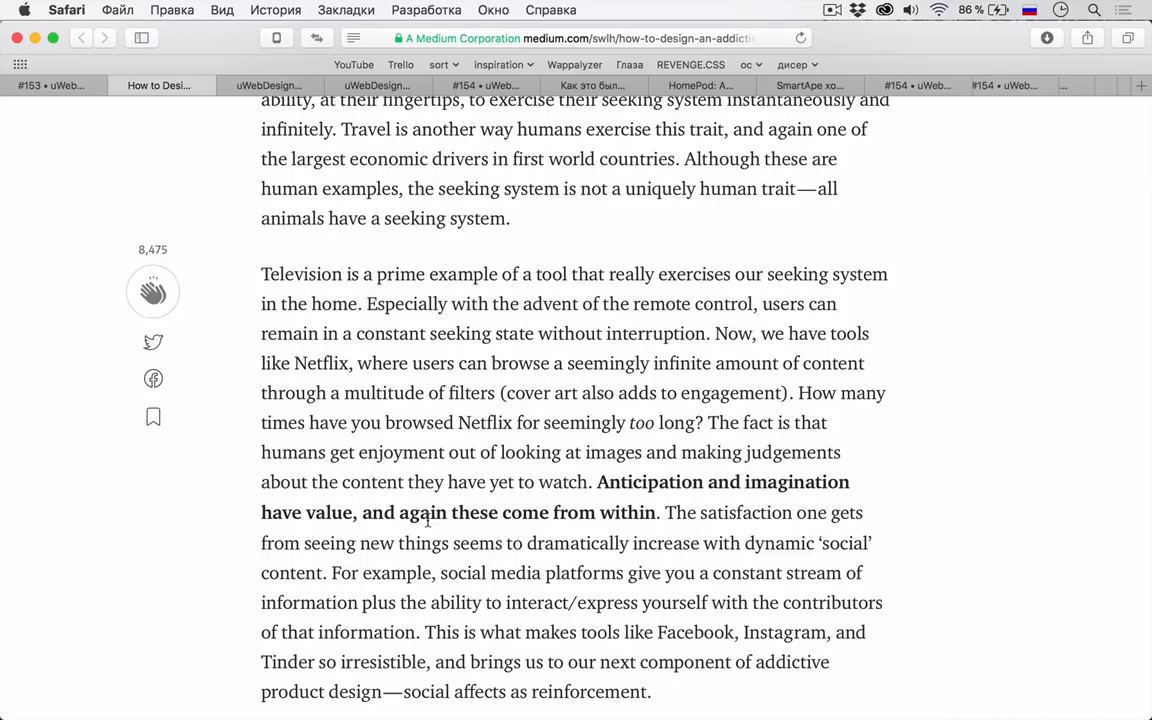 Safari Файл Правка Вид История Закладки Разработка Окно Справка 86 %
A Medium Corporation medium.com/swlh/how-to-design-an-addicti
YouTube Trello sort inspiration Wappalyzer Глаза REVENGE.CSS ос дисер
#153 • uWeb... How to Desi... uWebDesign... uWebDesign... #154 • uWeb... Как это был... HomePod: A... SmartApe хо... #154 • uWeb... #154 • uWeb... ...
ability, at their fingertips, to exercise their seeking system instantaneously and
infinitely. Travel is another way humans exercise this trait, and again one of
the largest economic drivers in first world countries. Although these are
human examples, the seeking system is not a uniquely human trait—all
animals have a seeking system.
8,475
Television is a prime example of a tool that really exercises our seeking system
in the home. Especially with the advent of the remote control, users can
remain in a constant seeking state without interruption. Now, we have tools
like Netflix, where users can browse a seemingly infinite amount of content
through a multitude of filters (cover art also adds to engagement). How many
times have you browsed Netflix for seemingly too long? The fact is that
humans get enjoyment out of looking at images and making judgements
about the content they have yet to watch. Anticipation and imagination
have value, and again these come from within. The satisfaction one gets
from seeing new things seems to dramatically increase with dynamic ‘social’
content. For example, social media platforms give you a constant stream of
information plus the ability to interact/express yourself with the contributors
of that information. This is what makes tools like Facebook, Instagram, and
Tinder so irresistible, and brings us to our next component of addictive
product design—social affects as reinforcement.